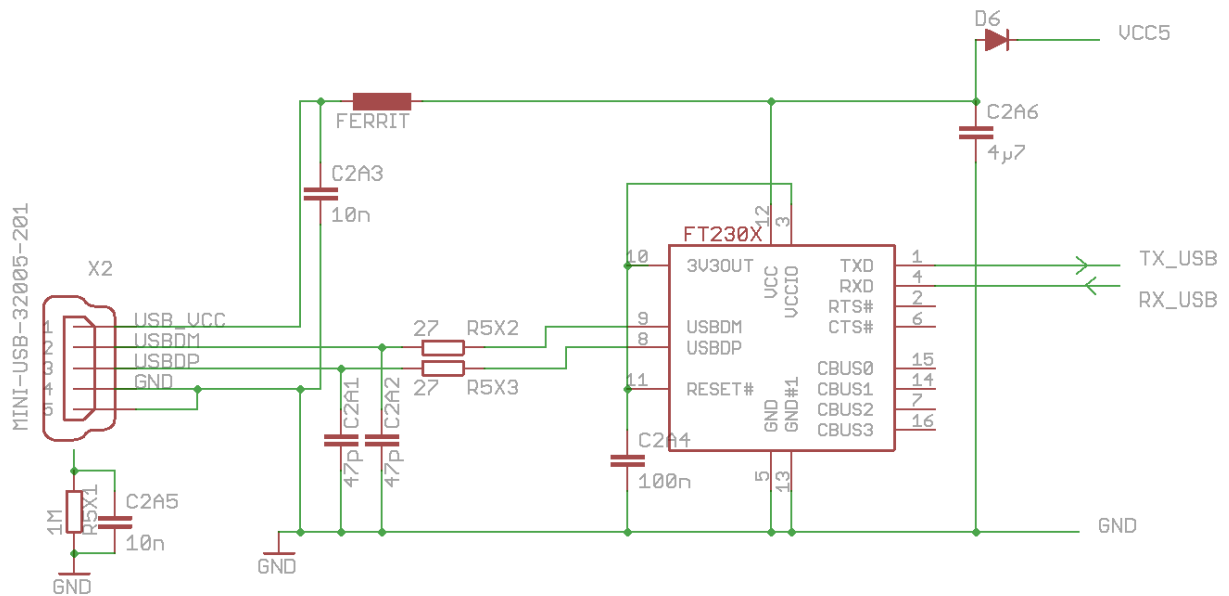 D6
VCC5
C2A6
4µ7
FERRIT
C2A3
10n
MINI-USB-32005-201
X2
1
USB_VCC
2
USBDM
3
USBDP
4
GND
5
27
R5X2
27
R5X3
C2A1
47p
C2A2
47p
C2A4
100n
FT230X
12
3
VCC
VCCIO
10
3V3OUT
9
USBDM
8
USBDP
11
RESET#
GND
GND#1
5
13
TXD
1
TX_USB
RXD
4
RX_USB
RTS#
2
CTS#
6
CBUS0
15
CBUS1
14
CBUS2
7
CBUS3
16
1M
R5X1
C2A5
10n
GND
GND
GND